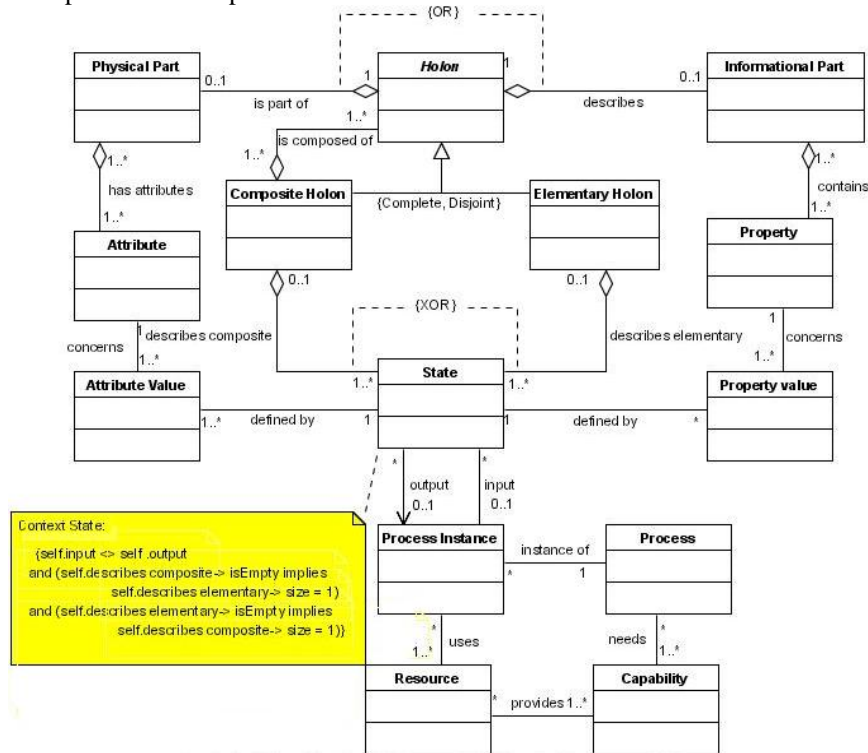 {OR}
Physical Part
Holon
Informational Part
0..1
1
1
0..1
is part of
describes
1..*
is composed of
1..*
1..*
1..*
has attributes
contains
Composite Holon
Elementary Holon
{Complete, Disjoint}
1..*
1..*
Attribute
Property
0..1
0..1
{XOR}
1
describes composite
describes elementary
1
concerns
concerns
1..*
1..*
1..*
1..*
Attribute Value
State
Property value
1..*
defined by
1
1
defined by
*
*
*
output
input
0..1
0..1
Context State:
{self.input <> self .output
and (self.describes composite-> isEmpty implies
self.describes elementary-> size = 1)
and (self.describes elementary-> isEmpty implies
self.describes composite-> size = 1)}
Process Instance
Process
instance of
*
1
*
*
uses
needs
1..*
1..*
Resource
Capability
*
provides
1..*